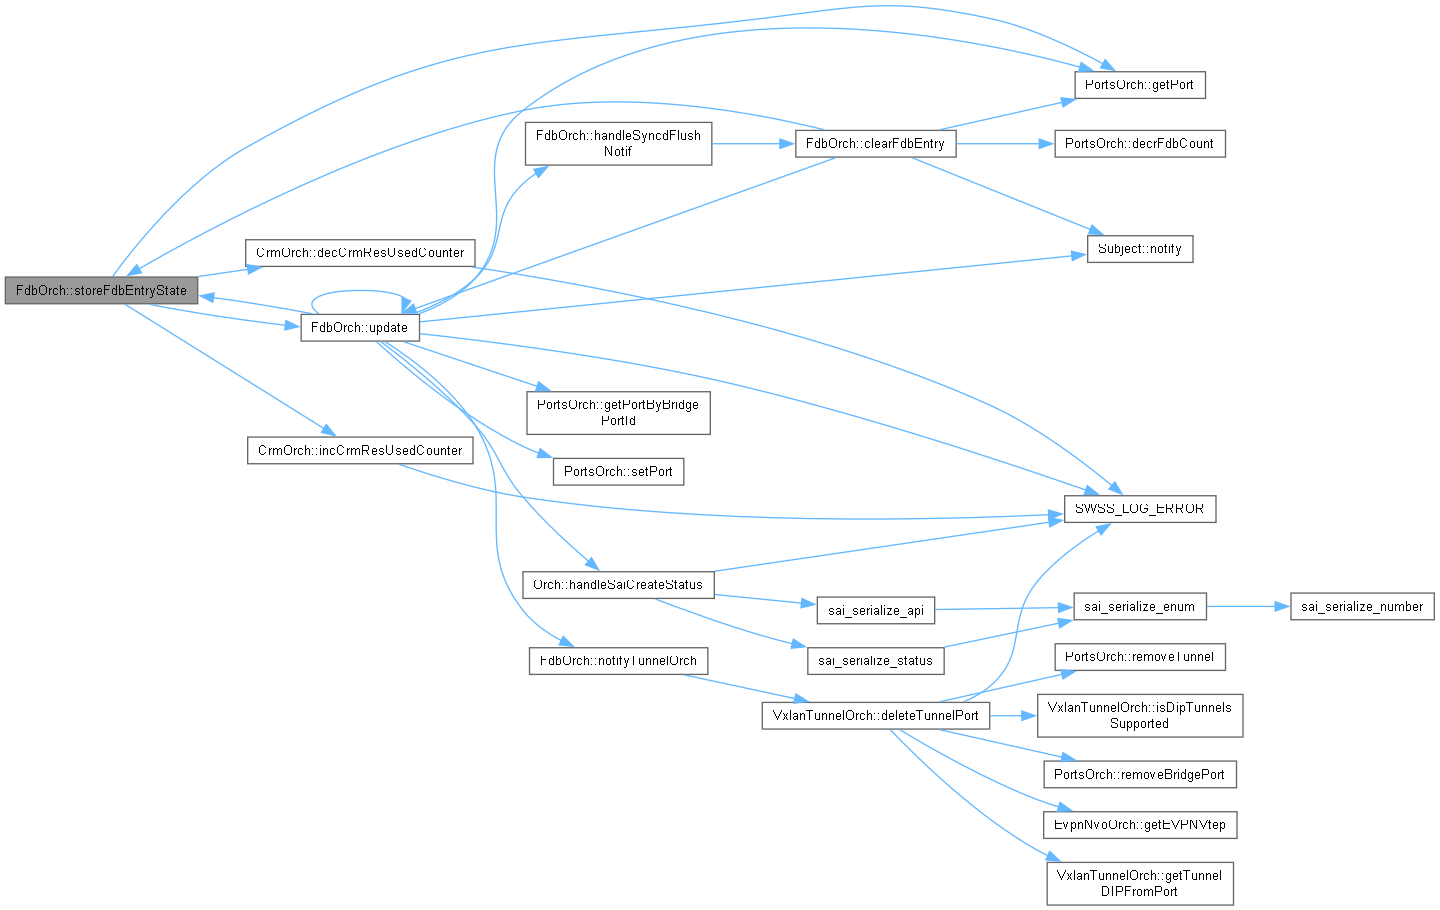 PortsOrch::getPort
FdbOrch::handleSyncdFlush
Notif
FdbOrch::clearFdbEntry
PortsOrch::decrFdbCount
CrmOrch::decCrmResUsedCounter
Subject::notify
FdbOrch::storeFdbEntryState
FdbOrch::update
PortsOrch::getPortByBridge
PortId
CrmOrch::incCrmResUsedCounter
PortsOrch::setPort
SWSS_LOG_ERROR
Orch::handleSaiCreateStatus
sai_serialize_api
sai_serialize_enum
sai_serialize_number
FdbOrch::notifyTunnelOrch
sai_serialize_status
PortsOrch::removeTunnel
VxlanTunnelOrch::deleteTunnelPort
VxlanTunnelOrch::isDipTunnels
Supported
PortsOrch::removeBridgePort
EvpnNvoOrch::getEVPNVtep
VxlanTunnelOrch::getTunnel
DIPFromPort